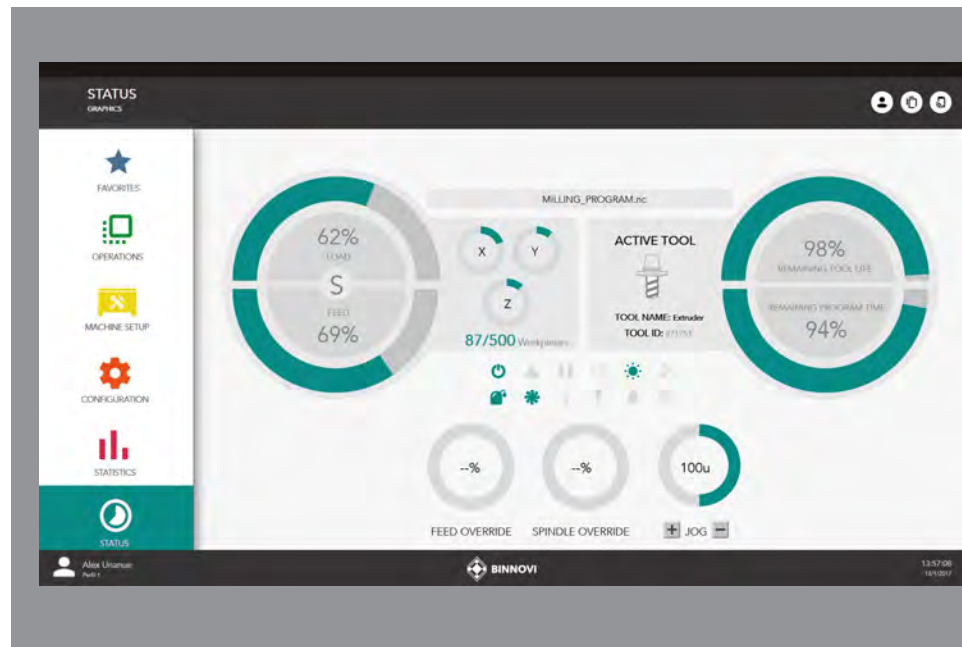 STATUS
GRAPHICS
FAVORITES
OPERATIONS
MACHINE SETUP
CONFIGURATION
STATISTICS
STATUS
62%
LOAD
S
FEED
69%
MILLING_PROGRAM.nc
X
Y
Z
87/500 Workpieces
ACTIVE TOOL
TOOL NAME: Extruder
TOOL ID:
98%
REMAINING TOOL LIFE
REMAINING PROGRAM TIME
94%
--%
--%
100u
FEED OVERRIDE
SPINDLE OVERRIDE
+ JOG −
Alex Unanue
Perfil 1
BINNOVI
13:57:08